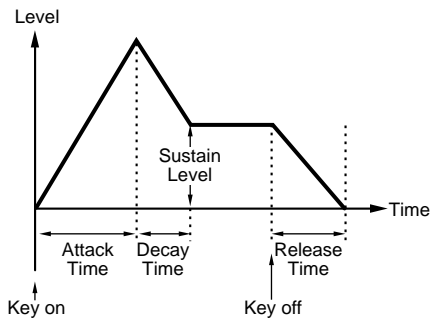 Level
Sustain
Level
Time
Attack
Time
Decay
Time
Release
Time
Key on
Key off